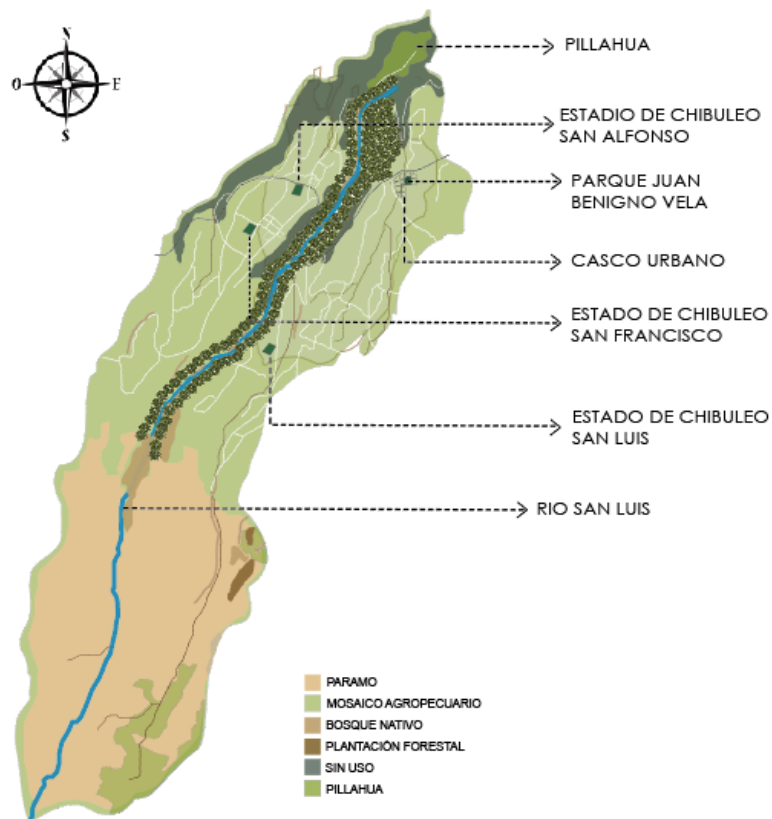 N
O
E
S
PILLAHUA
ESTADIO DE CHIBULEO
SAN ALFONSO
PARQUE JUAN
BENIGNO VELA
CASCO URBANO
ESTADO DE CHIBULEO
SAN FRANCISCO
ESTADO DE CHIBULEO
SAN LUIS
RIO SAN LUIS
PARAMO
MOSAICO AGROPECUARIO
BOSQUE NATIVO
PLANTACIÓN FORESTAL
SIN USO
PILLAHUA